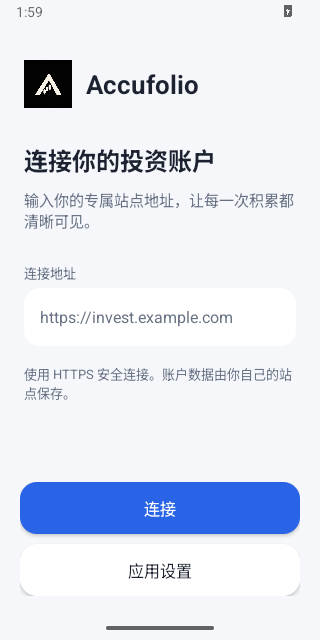 1:59
Accufolio
连接你的投资账户
输入你的专属站点地址，让每一次积累都
清晰可见。
连接地址
https://invest.example.com
使用 HTTPS 安全连接。账户数据由你自己的站
点保存。
连接
应用设置